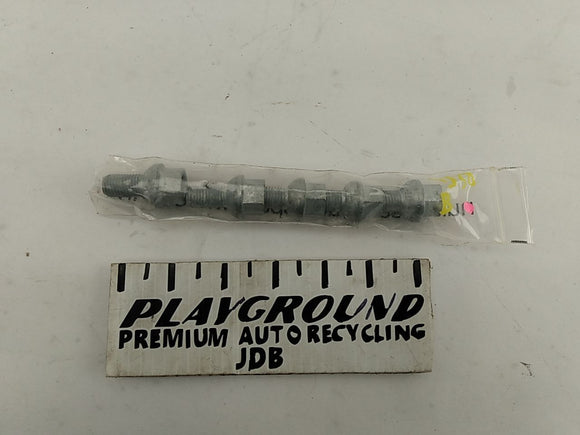 PLAYGROUND
PREMIUM AUTO RECYCLING
JDB